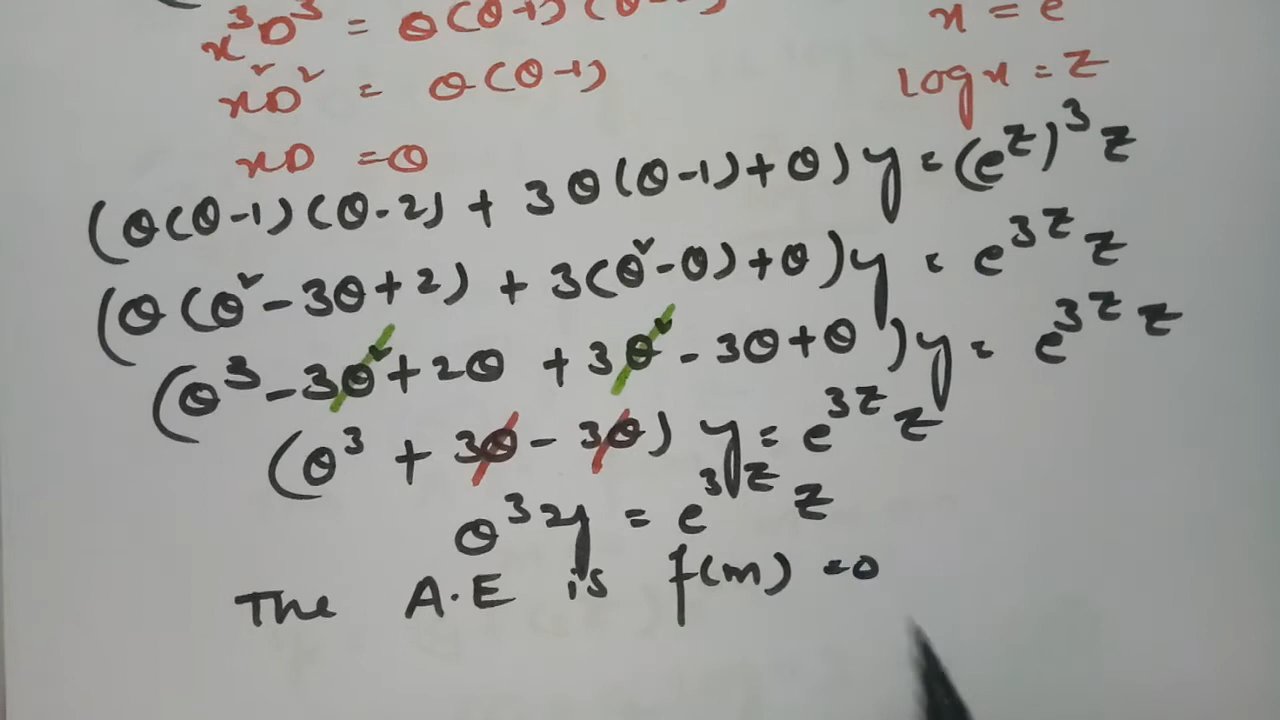 x³D³ = θ(θ-1)(θ
x = e
x²D² = θ(θ-1)
log x = z
xD = θ
(θ(θ-1)(θ-2) + 3θ(θ-1)+θ)y = (e^z)³ z
(θ(θ²-3θ+2) + 3(θ²-θ)+θ)y = e^3z z
(θ³-3θ²+2θ +3θ²-3θ+θ)y = e^3z z
(θ³ + 3θ - 3θ) y = e^3z z
θ³y = e^3z z
The A.E is f(m) =0